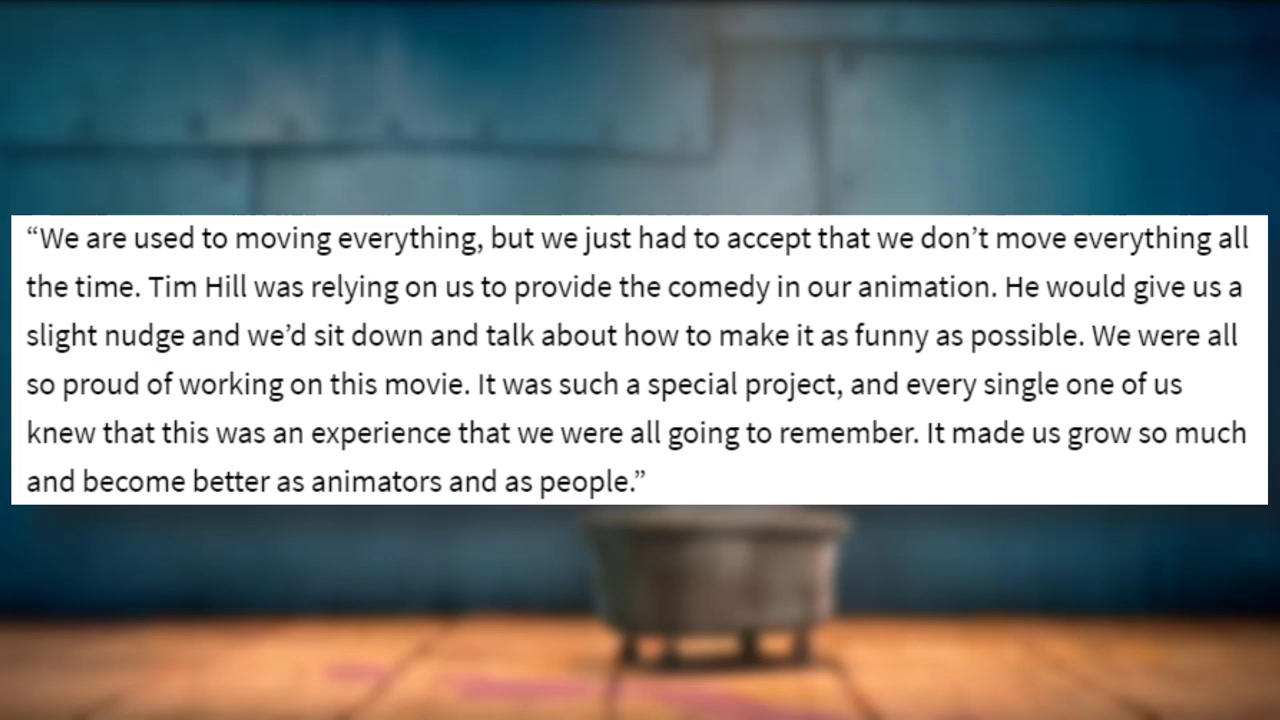 “We are used to moving everything, but we just had to accept that we don’t move everything all
the time. Tim Hill was relying on us to provide the comedy in our animation. He would give us a
slight nudge and we’d sit down and talk about how to make it as funny as possible. We were all
so proud of working on this movie. It was such a special project, and every single one of us
knew that this was an experience that we were all going to remember. It made us grow so much
and become better as animators and as people.”